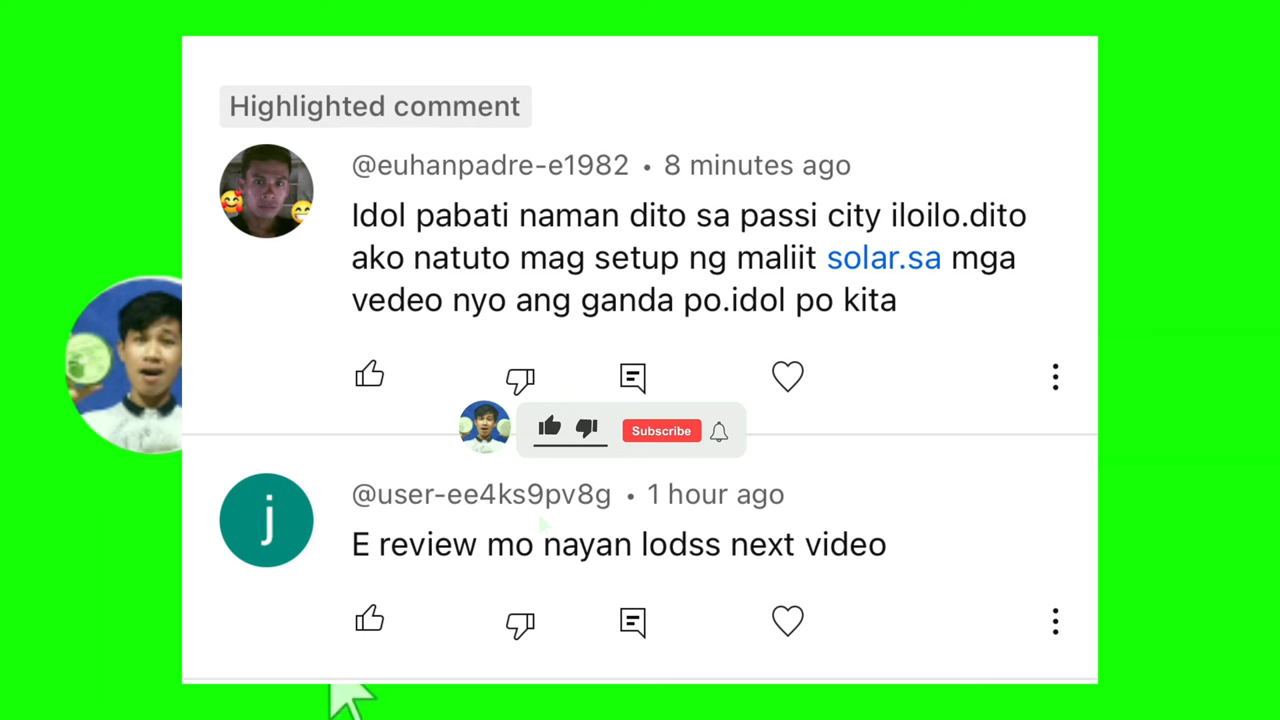 Highlighted comment
@euhanpadre-e1982 • 8 minutes ago
Idol pabati naman dito sa passi city iloilo.dito
ako natuto mag setup ng maliit solar.sa mga
vedeo nyo ang ganda po.idol po kita
Subscribe
j
@user-ee4ks9pv8g • 1 hour ago
E review mo nayan lodss next video